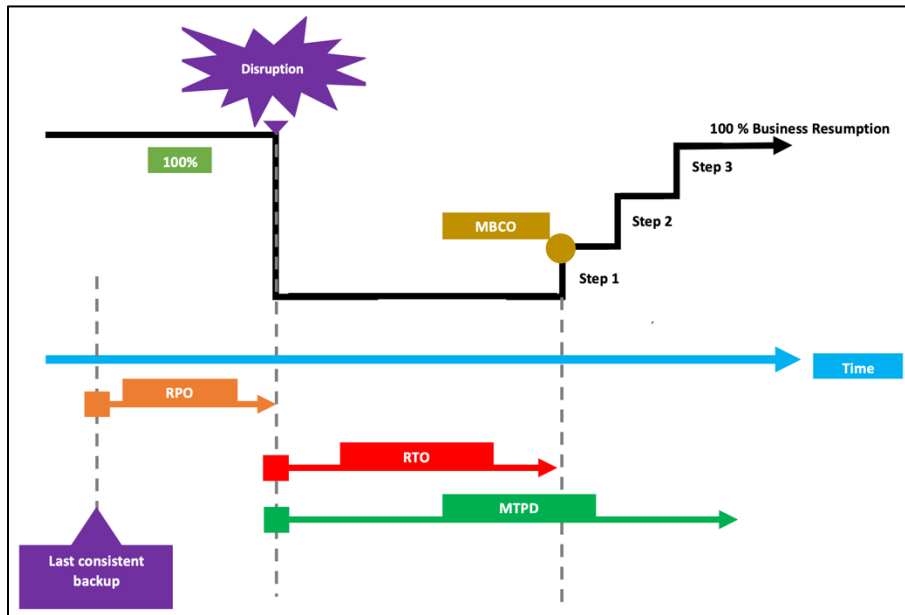 Disruption
100 % Business Resumption
100%
Step 3
MBCO
Step 2
Step 1
Time
RPO
RTO
MTPD
Last consistent
backup